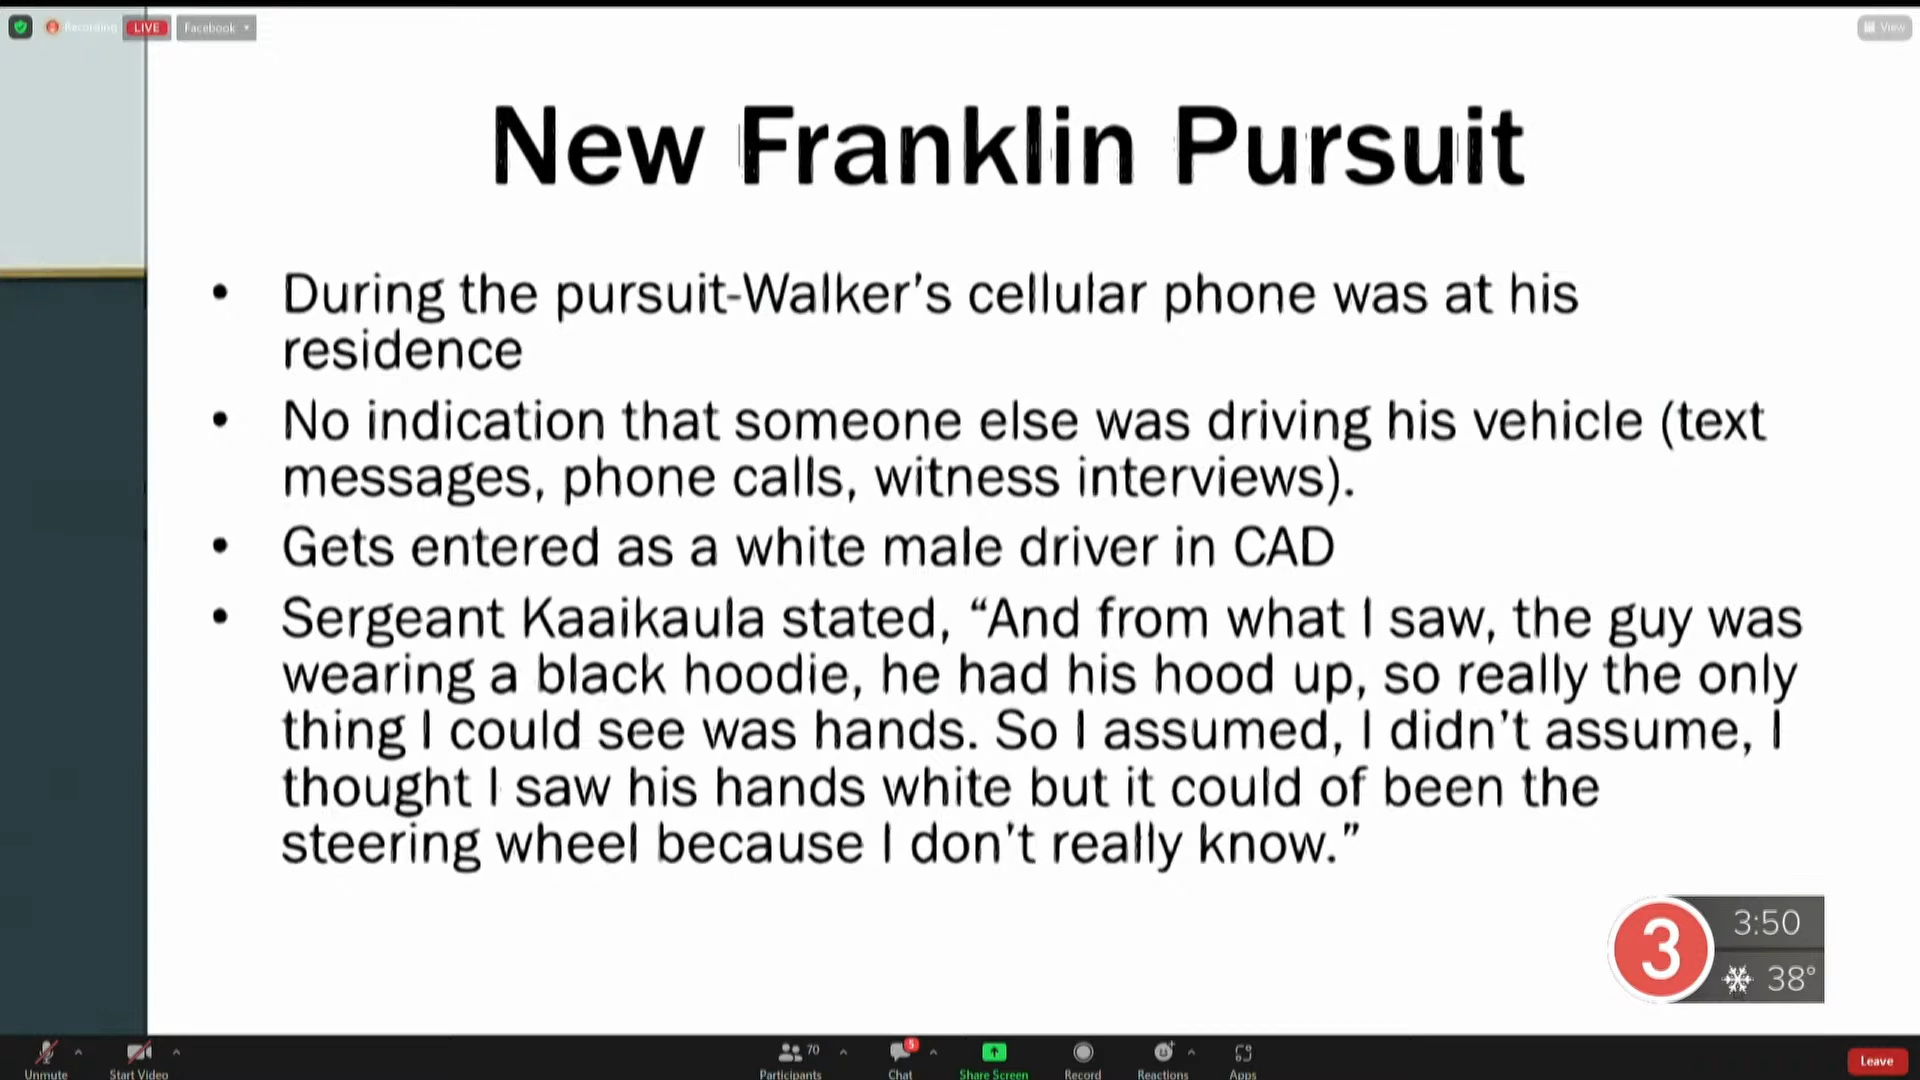 Recording LIVE Facebook View
New Franklin Pursuit
• During the pursuit-Walker’s cellular phone was at his
residence
• No indication that someone else was driving his vehicle (text
messages, phone calls, witness interviews).
• Gets entered as a white male driver in CAD
• Sergeant Kaaikaula stated, “And from what I saw, the guy was
wearing a black hoodie, he had his hood up, so really the only
thing I could see was hands. So I assumed, I didn’t assume, I
thought I saw his hands white but it could of been the
steering wheel because I don’t really know.”
3 3:50
38°
70 5
Unmute Start Video Participants Chat Share Screen Record Reactions Apps Leave